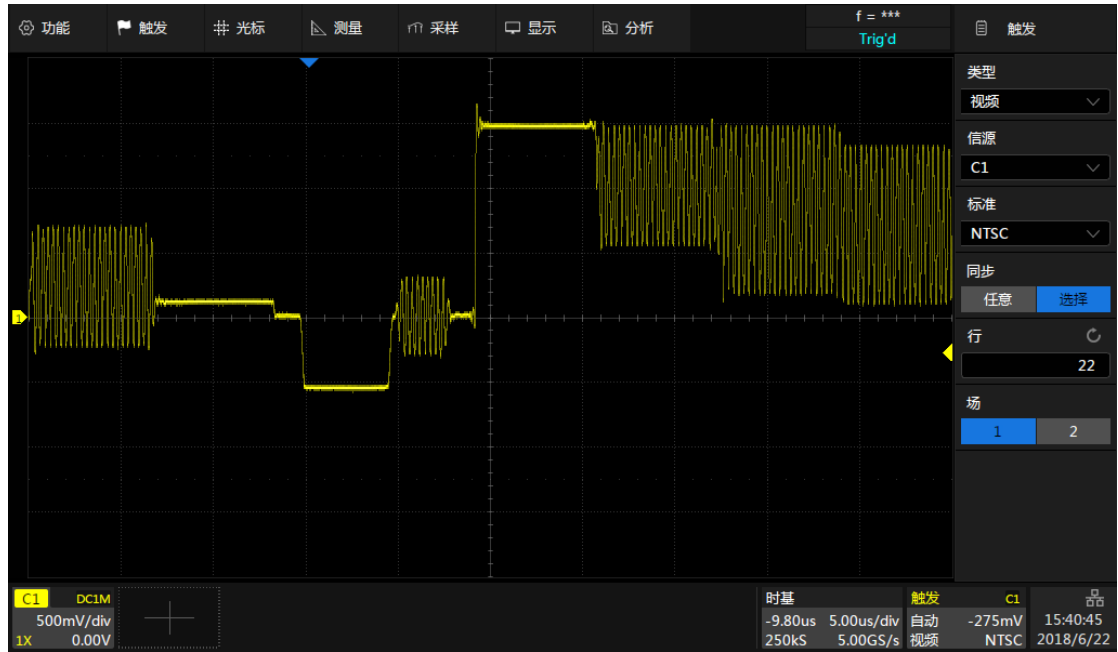 功能 触发 光标 测量 采样 显示 分析
f = ***
Trig'd
触发
类型
视频
信源
C1
标准
NTSC
同步
任意 选择
行
22
场
1 2
1
C1 DC1M
500mV/div
1X 0.00V
时基
-9.80us 5.00us/div
250kS 5.00GS/s
触发 C1
自动 -275mV
视频 NTSC
15:40:45
2018/6/22